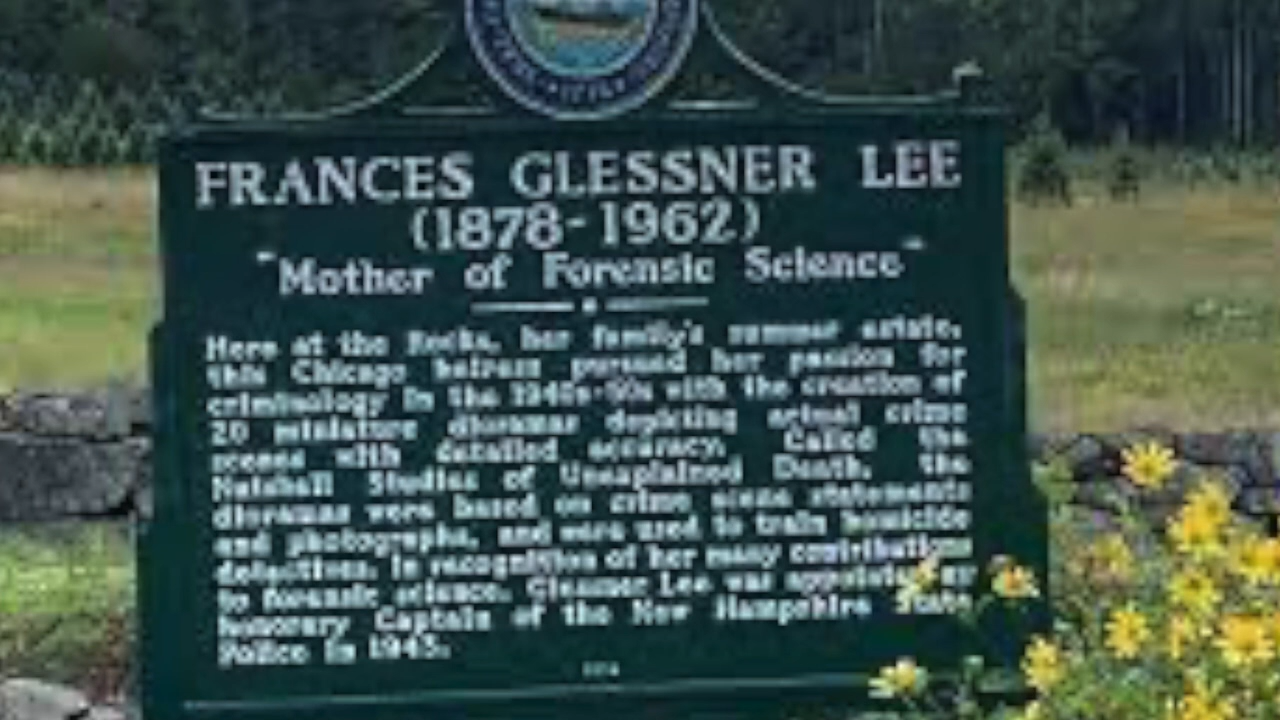 FRANCES GLESSNER LEE
(1878-1962)
"Mother of Forensic Science"
Here at the Rocks, her family's summer estate,
this Chicago heiress pursued her passion for
criminology in the 1940s-50s with the creation of
20 miniature dioramas depicting actual crime
scenes with detailed accuracy. Called the
Nutshell Studies of Unexplained Death, the
dioramas were based on crime scene statements
and photographs, and were used to train homicide
detectives. In recognition of her many contributions
to forensic science, Glessner Lee was appointed
honorary Captain of the New Hampshire State
Police in 1943.